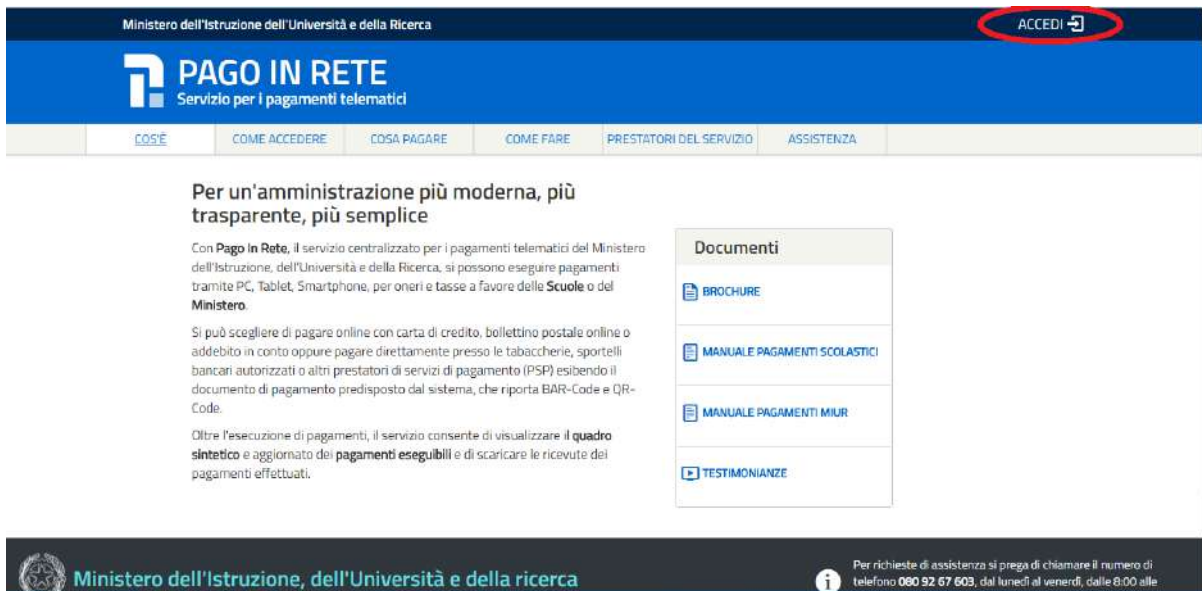 Ministero dell'Istruzione dell'Università e della Ricerca
ACCEDI
PAGO IN RETE
Servizio per i pagamenti telematici
COS'È
COME ACCEDERE
COSA PAGARE
COME FARE
PRESTATORI DEL SERVIZIO
ASSISTENZA
Per un'amministrazione più moderna, più
trasparente, più semplice
Con Pago In Rete, il servizio centralizzato per i pagamenti telematici del Ministero
dell'Istruzione, dell'Università e della Ricerca, si possono eseguire pagamenti
tramite PC, Tablet, Smartphone, per oneri e tasse a favore delle Scuole o del
Ministero.
Si può scegliere di pagare online con carta di credito, bollettino postale online o
addebito in conto oppure pagare direttamente presso le tabaccherie, sportelli
bancari autorizzati o altri prestatori di servizi di pagamento (PSP) esibendo il
documento di pagamento predisposto dal sistema, che riporta BAR-Code e QR-
Code.
Oltre l'esecuzione di pagamenti, il servizio consente di visualizzare il quadro
sintetico e aggiornato dei pagamenti eseguibili e di scaricare le ricevute dei
pagamenti effettuati.
Documenti
BROCHURE
MANUALE PAGAMENTI SCOLASTICI
MANUALE PAGAMENTI MIUR
TESTIMONIANZE
Ministero dell'Istruzione, dell'Università e della ricerca
Per richieste di assistenza si prega di chiamare il numero di
telefono 080 92 67 603, dal lunedì al venerdì, dalle 8:00 alle